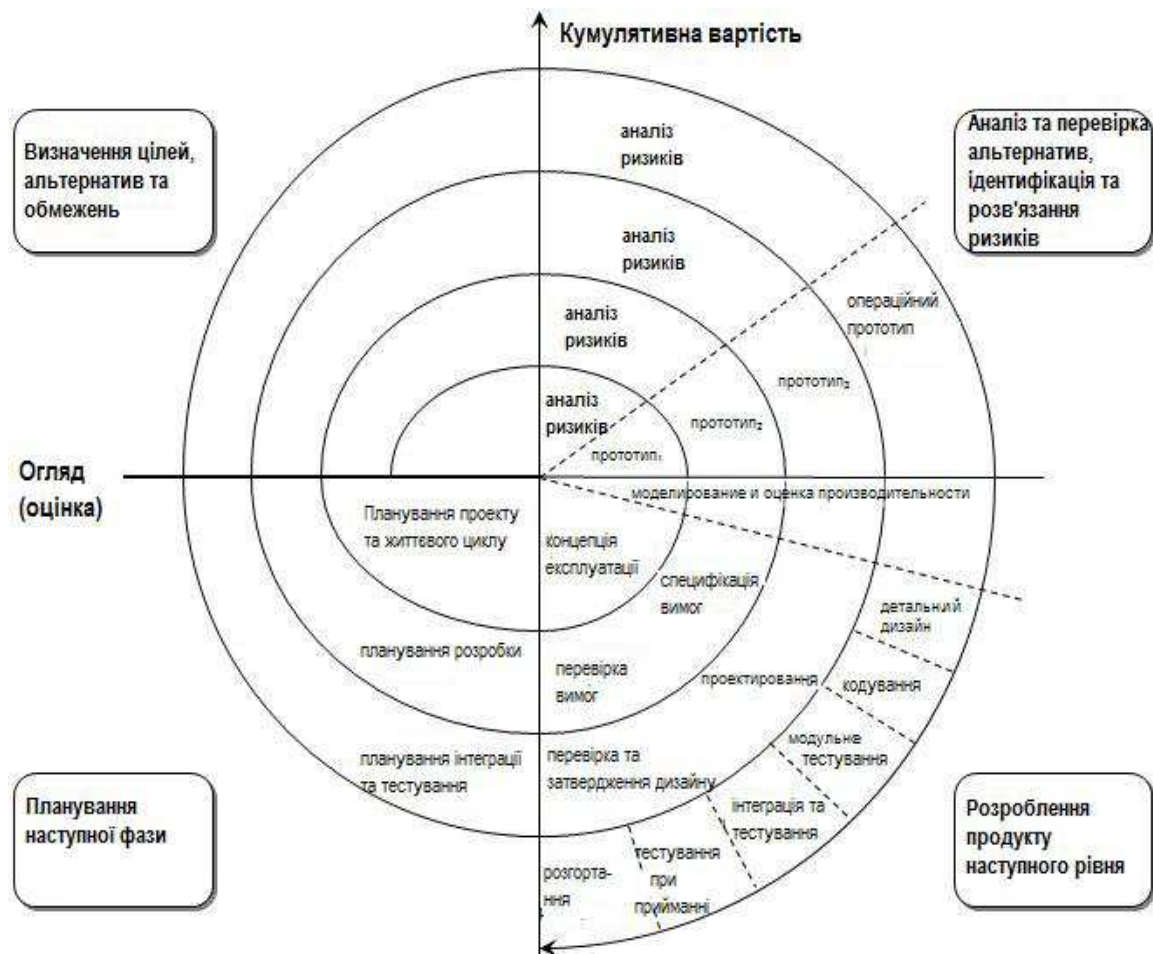 Кумулятивна вартість
Визначення цілей,
альтернатив та
обмежень
Аналіз та перевірка
альтернатив,
ідентифікація та
розв'язання
ризиків
аналіз
ризиків
аналіз
ризиків
аналіз
ризиків
аналіз
ризиків
операційний
прототип
прототип₃
прототип₂
прототип₁
Огляд
(оцінка)
моделирование и оценка производительности
Планування проекту
та життєвого циклу
концепція
експлуатації
специфікація
вимог
детальний
дизайн
планування розробки
перевірка
вимог
проектировання
кодування
модульне
тестування
планування інтеграції
та тестування
перевірка та
затвердження дизайну
інтеграція та
тестування
тестування
при
прийманні
розгорта-
ння
Планування
наступної фази
Розроблення
продукту
наступного рівня